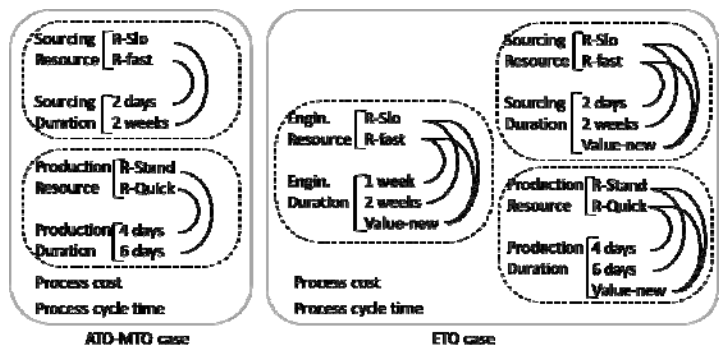 Sourcing R-Slo
Resource R-fast
Sourcing 2 days
Duration 2 weeks
Production R-Stand
Resource R-Quick
Production 4 days
Duration 6 days
Process cost
Process cycle time
ATO-MTO case
Engin. R-Slo
Resource R-fast
Engin. 1 week
Duration 2 weeks
Value-new
Sourcing R-Slo
Resource R-fast
Sourcing 2 days
Duration 2 weeks
Value-new
Production R-Stand
Resource R-Quick
Production 4 days
Duration 6 days
Value-new
Process cost
Process cycle time
ETO case